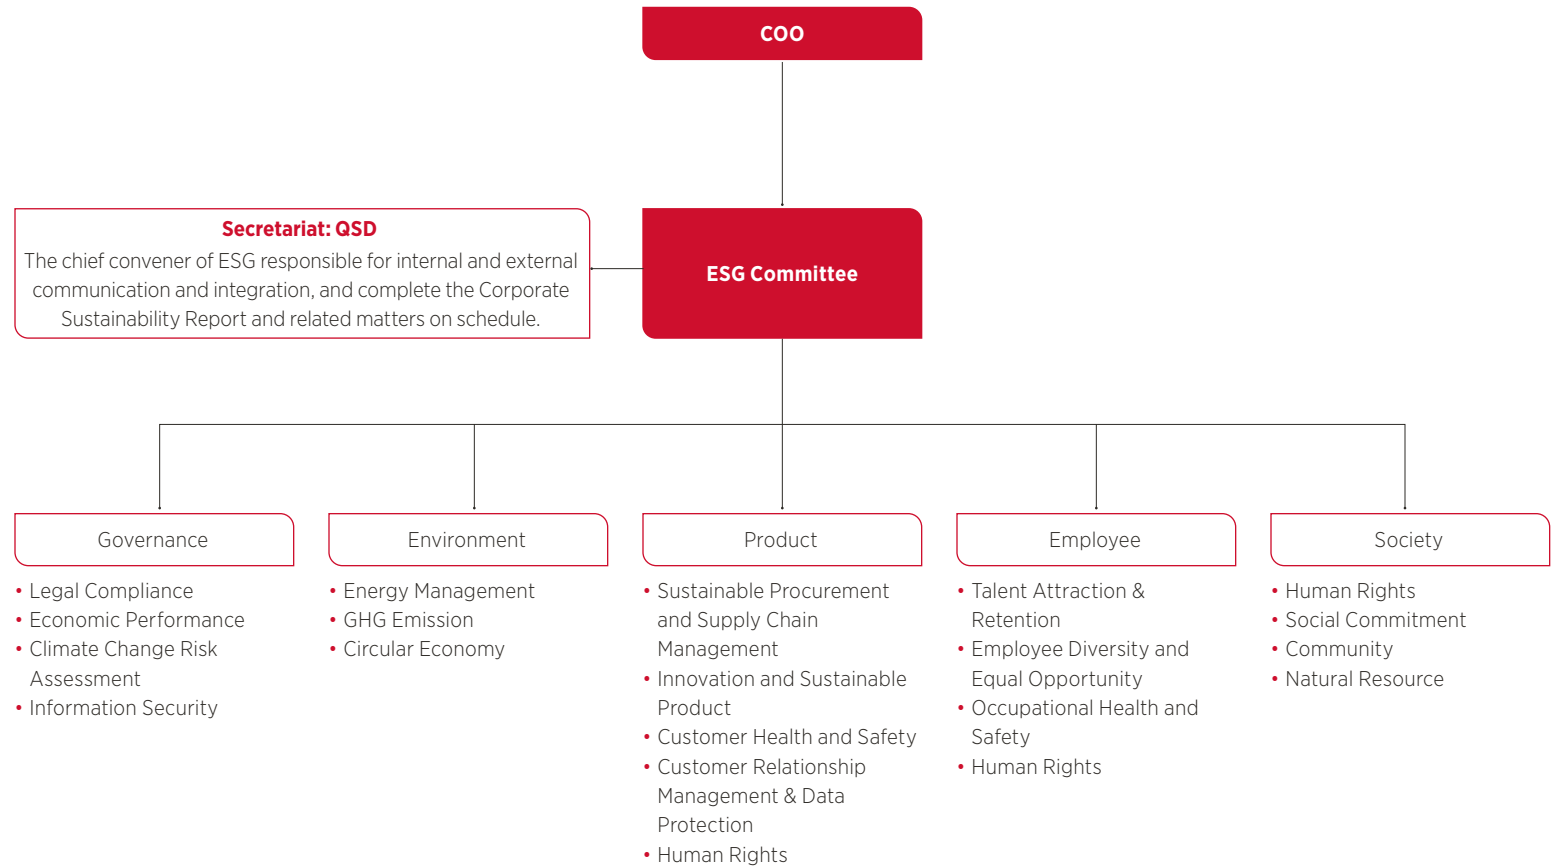 COO
Secretariat: QSD
The chief convener of ESG responsible for internal and external
communication and integration, and complete the Corporate
Sustainability Report and related matters on schedule.
ESG Committee
Governance
• Legal Compliance
• Economic Performance
• Climate Change Risk
Assessment
• Information Security
Environment
• Energy Management
• GHG Emission
• Circular Economy
Product
• Sustainable Procurement
and Supply Chain
Management
• Innovation and Sustainable
Product
• Customer Health and Safety
• Customer Relationship
Management & Data
Protection
• Human Rights
Employee
• Talent Attraction &
Retention
• Employee Diversity and
Equal Opportunity
• Occupational Health and
Safety
• Human Rights
Society
• Human Rights
• Social Commitment
• Community
• Natural Resource